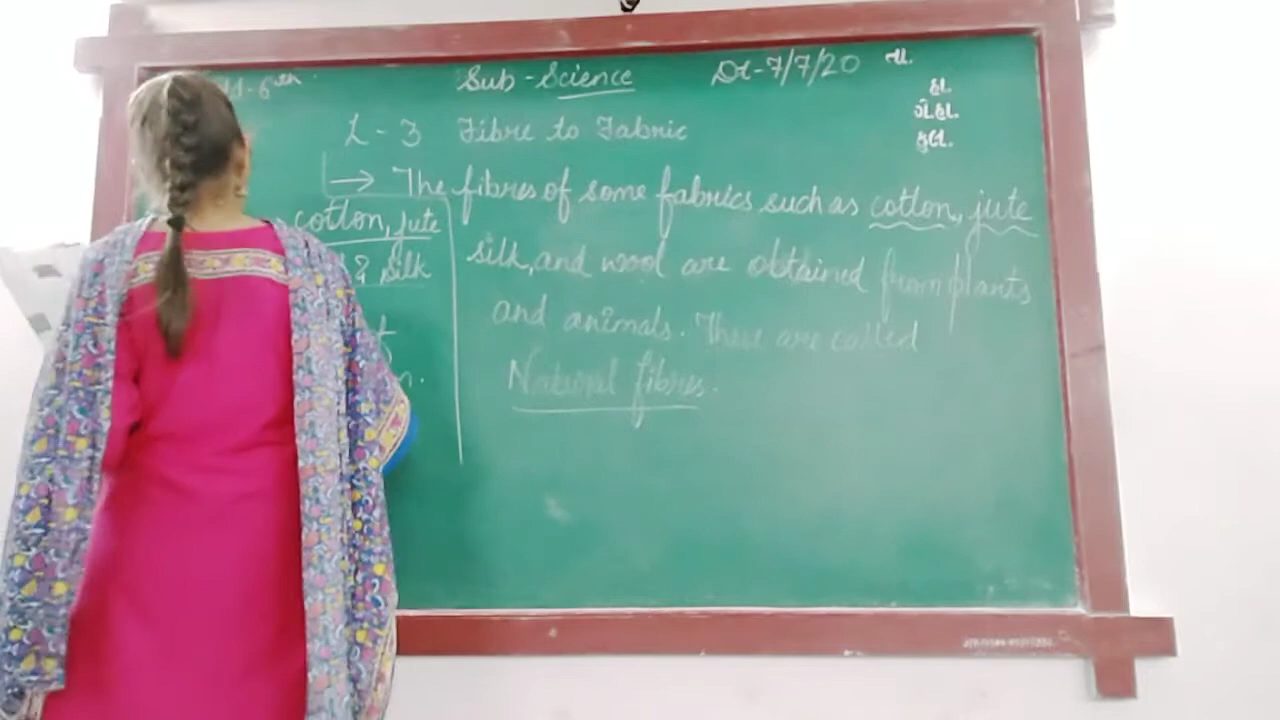 6th
Sub - Science
Dt - 7/7/20
તા.
હા.
ગે.હા.
કુલ.
L - 3 Fibre to Fabric
→ The fibres of some fabrics such as cotton, jute
silk, and wool are obtained from plants
and animals. These are called
Natural fibres.
cotton, jute
& silk